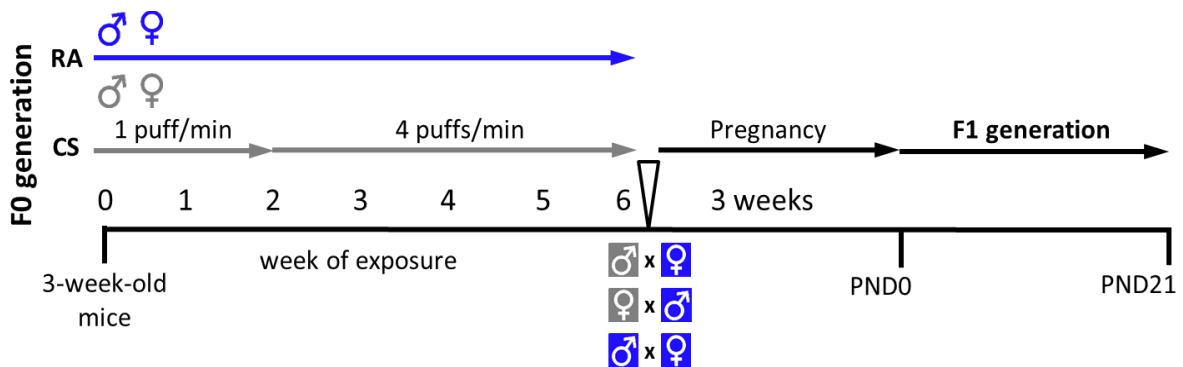 F0 generation
RA
♂ ♀
♂ ♀
CS
1 puff/min
4 puffs/min
Pregnancy
F1 generation
0 1 2 3 4 5 6 3 weeks
week of exposure
3-week-old
mice
♂ x ♀
♀ x ♂
♂ x ♀
PND0
PND21